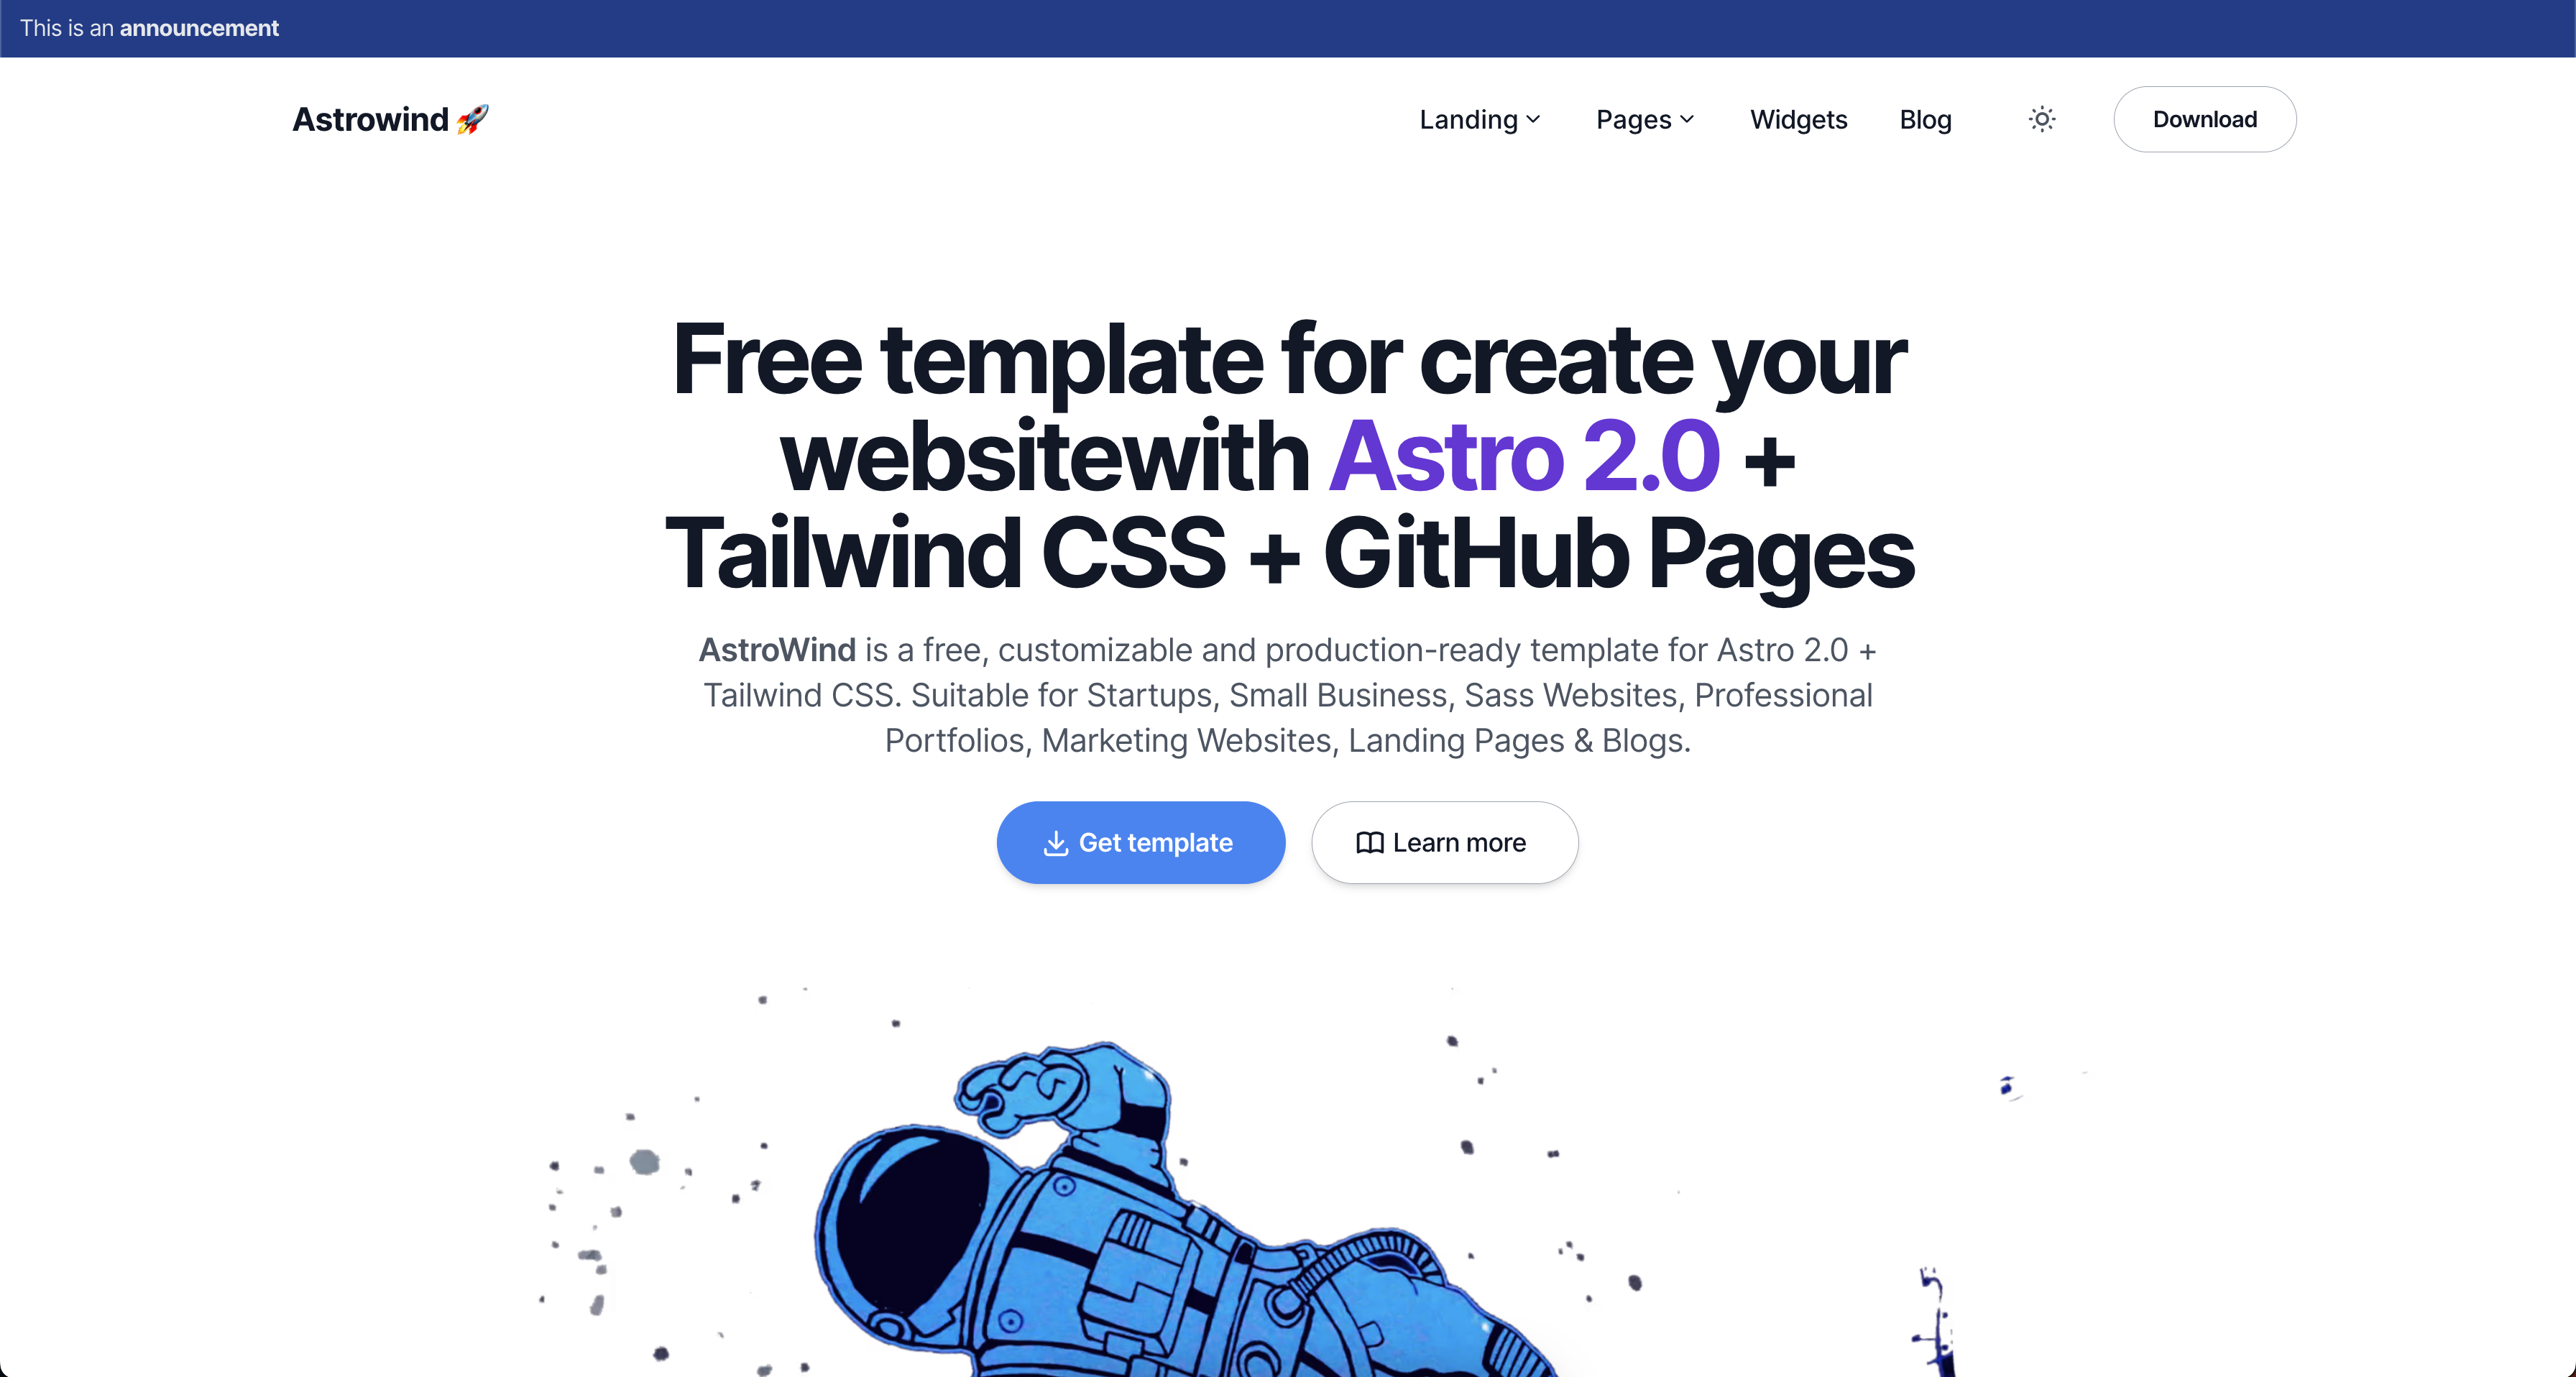 This is an announcement
Astrowind 🚀
Landing
Pages
Widgets
Blog
Download
Free template for create your
websitewith Astro 2.0 +
Tailwind CSS + GitHub Pages
AstroWind is a free, customizable and production-ready template for Astro 2.0 +
Tailwind CSS. Suitable for Startups, Small Business, Sass Websites, Professional
Portfolios, Marketing Websites, Landing Pages & Blogs.
Get template
Learn more